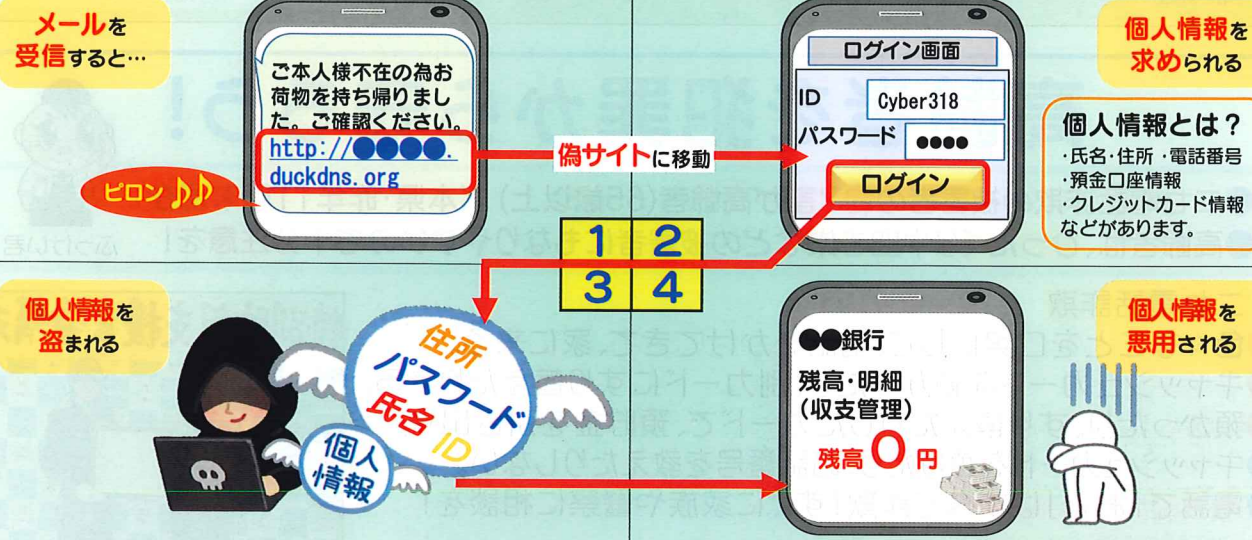 メールを
受信すると…
ご本人様不在の為お
荷物を持ち帰りまし
た。ご確認ください。
http://●●●●.
duckdns.org
ピロン♪♪
偽サイトに移動
ログイン画面
ID Cyber318
パスワード ●●●●
ログイン
個人情報を
求められる
個人情報とは?
・氏名・住所・電話番号
・預金口座情報
・クレジットカード情報
などがあります。
1 2
3 4
個人情報を
盗まれる
住所
パスワード
氏名 ID
個人
情報
●●銀行
残高・明細
(収支管理)
残高 0 円
個人情報を
悪用される